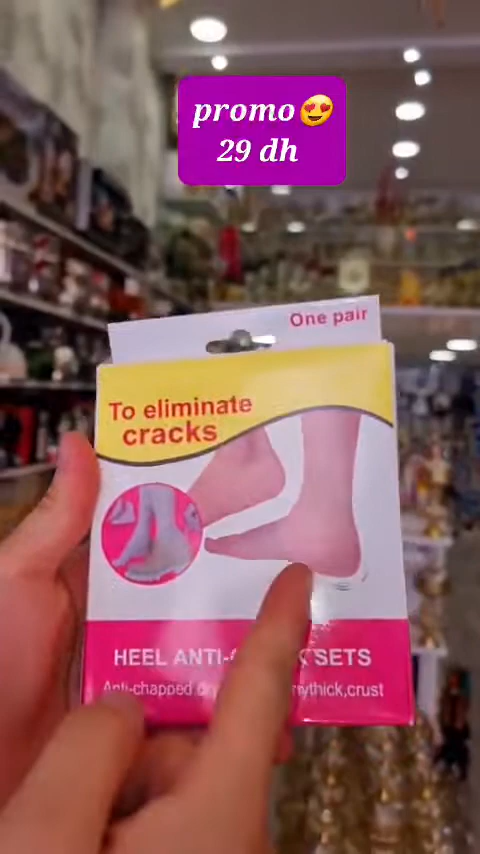 promo😍
29 dh
One pair
To eliminate
cracks
HEEL ANTI- SETS
Anti-chapped thick,crust